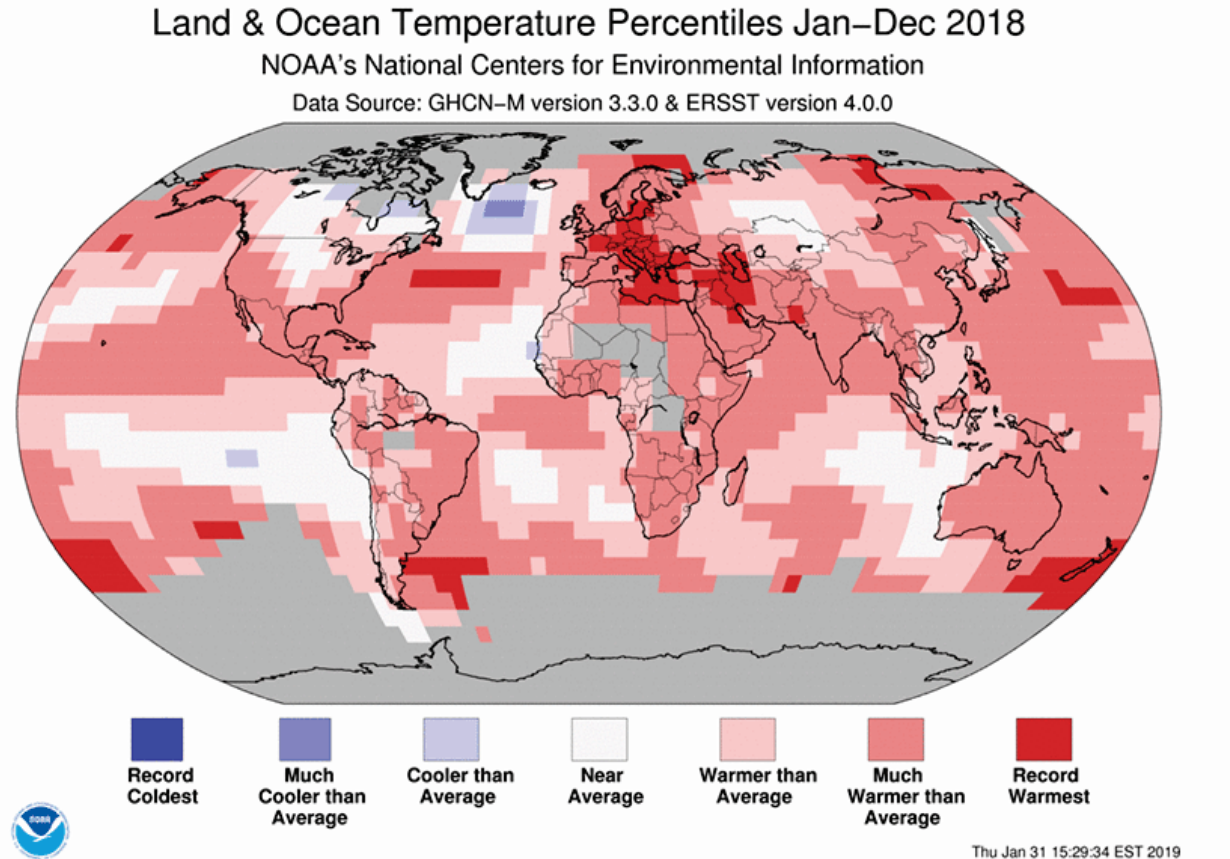 Land & Ocean Temperature Percentiles Jan–Dec 2018
NOAA's National Centers for Environmental Information
Data Source: GHCN–M version 3.3.0 & ERSST version 4.0.0
Record
Coldest
Much
Cooler than
Average
Cooler than
Average
Near
Average
Warmer than
Average
Much
Warmer than
Average
Record
Warmest
NOAA
Thu Jan 31 15:29:34 EST 2019